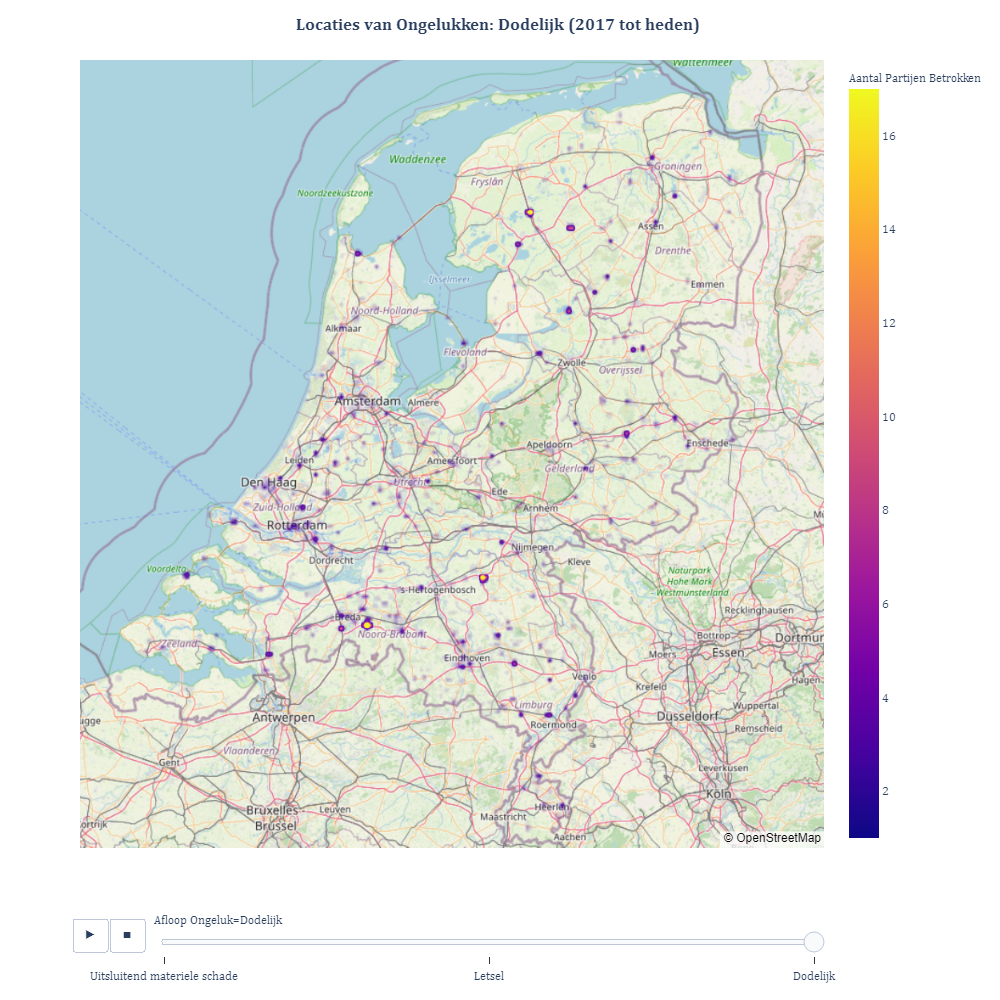 Locaties van Ongelukken: Dodelijk (2017 tot heden)
Aantal Partijen Betrokken
Wattenmeer
16
Waddenzee
Groningen
Fryslân
Noordzeekustzone
14
Assen
Drenthe
IJsselmeer
Emmen
Noord-Holland
12
Alkmaar
Flevoland
Zwolle
Overijssel
Amsterdam
Almere
10
Apeldoorn
Enschede
Leiden
Amersfoort
Gelderland
Den Haag
Utrecht
Ede
Zuid-Holland
Arnhem
8
Rotterdam
Nijmegen
Dordrecht
Kleve
Voordelta
Naturpark
Hohe Mark
Westmünsterland
's-Hertogenbosch
6
Recklinghausen
Breda
Noord-Brabant
Bottrop
Dortmur
Zeeland
Essen
Moers
Eindhoven
Venlo
Hagen
Krefeld
4
Limburg
Wuppertal
Antwerpen
Düsseldorf
ugge
Roermond
Remscheid
Vlaanderen
Gent
Leverkusen
2
Köln
Bruxelles-
Brussel
Leuven
Heerlen
Maastricht
ortrijk
Aachen
© OpenStreetMap
Afloop Ongeluk=Dodelijk
Uitsluitend materiele schade
Letsel
Dodelijk